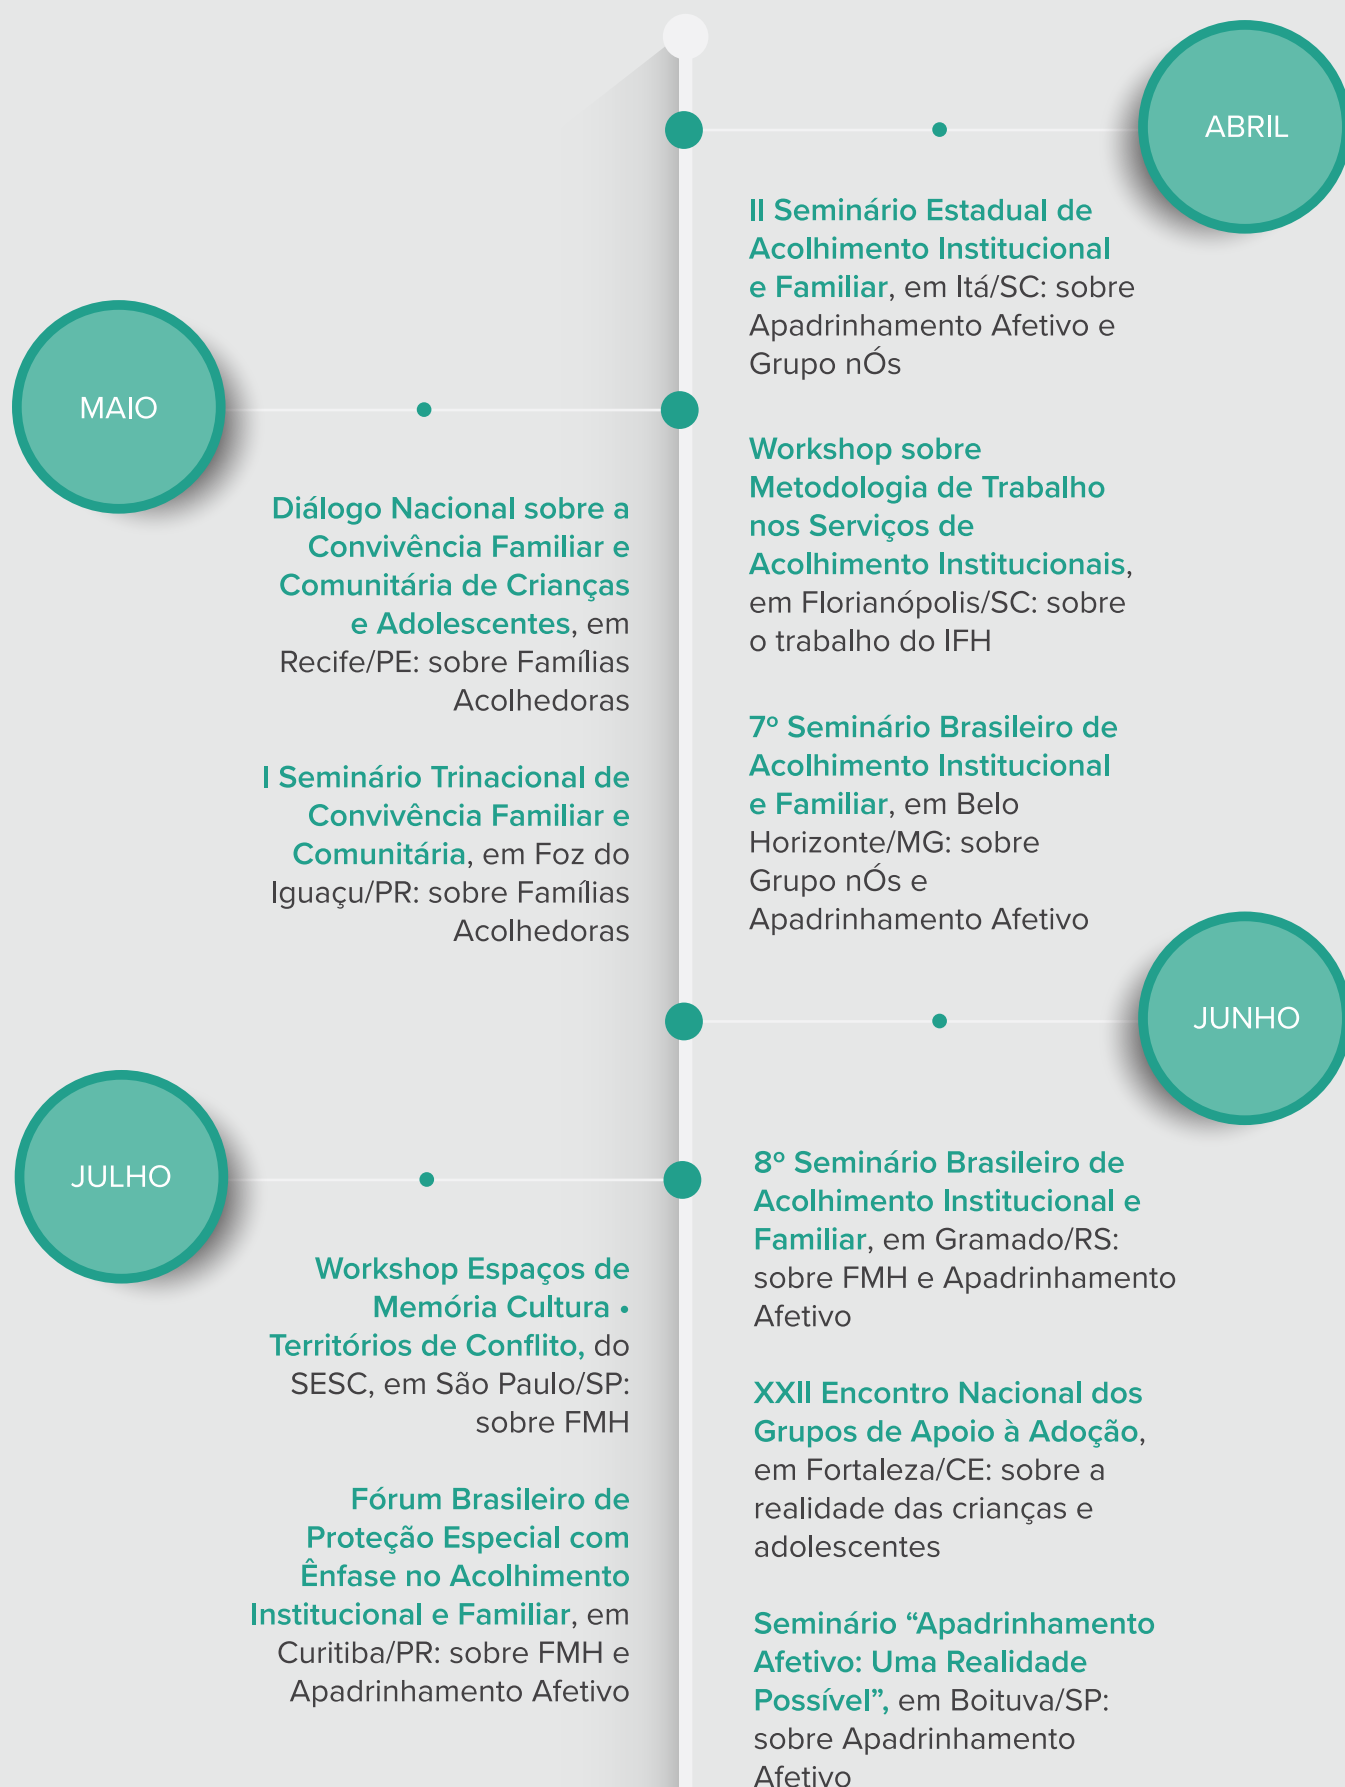 ABRIL
II Seminário Estadual de
Acolhimento Institucional
e Familiar, em Itá/SC: sobre
Apadrinhamento Afetivo e
Grupo nÓs
Workshop sobre
Metodologia de Trabalho
nos Serviços de
Acolhimento Institucionais,
em Florianópolis/SC: sobre
o trabalho do IFH
7º Seminário Brasileiro de
Acolhimento Institucional
e Familiar, em Belo
Horizonte/MG: sobre
Grupo nÓs e
Apadrinhamento Afetivo
MAIO
Diálogo Nacional sobre a
Convivência Familiar e
Comunitária de Crianças
e Adolescentes, em
Recife/PE: sobre Famílias
Acolhedoras
I Seminário Trinacional de
Convivência Familiar e
Comunitária, em Foz do
Iguaçu/PR: sobre Famílias
Acolhedoras
JUNHO
8º Seminário Brasileiro de
Acolhimento Institucional e
Familiar, em Gramado/RS:
sobre FMH e Apadrinhamento
Afetivo
XXII Encontro Nacional dos
Grupos de Apoio à Adoção,
em Fortaleza/CE: sobre a
realidade das crianças e
adolescentes
Seminário “Apadrinhamento
Afetivo: Uma Realidade
Possível”, em Boituva/SP:
sobre Apadrinhamento
Afetivo
JULHO
Workshop Espaços de
Memória Cultura •
Territórios de Conflito, do
SESC, em São Paulo/SP:
sobre FMH
Fórum Brasileiro de
Proteção Especial com
Ênfase no Acolhimento
Institucional e Familiar, em
Curitiba/PR: sobre FMH e
Apadrinhamento Afetivo